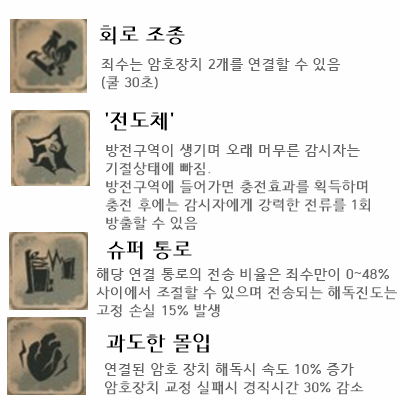 회로 조종
죄수는 암호장치 2개를 연결할 수 있음
(쿨 30초)
'전도체'
방전구역이 생기며 오래 머무른 감시자는
기절상태에 빠짐.
방전구역에 들어가면 충전효과를 획득하며
충전 후에는 감시자에게 강력한 전류를 1회
방출할 수 있음
슈퍼 통로
해당 연결 통로의 전송 비율은 죄수만이 0~48%
사이에서 조절할 수 있으며 전송되는 해독진도는
고정 손실 15% 발생
과도한 몰입
연결된 암호 장치 해독시 속도 10% 증가
암호장치 교정 실패시 경직시간 30% 감소